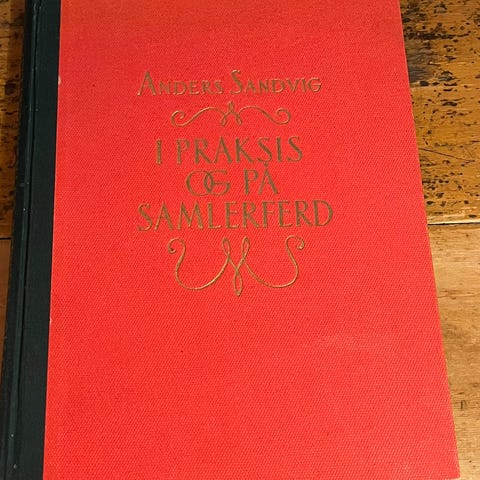 Anders Sandvig
I PRAKSIS
OG PÅ
SAMLERFERD